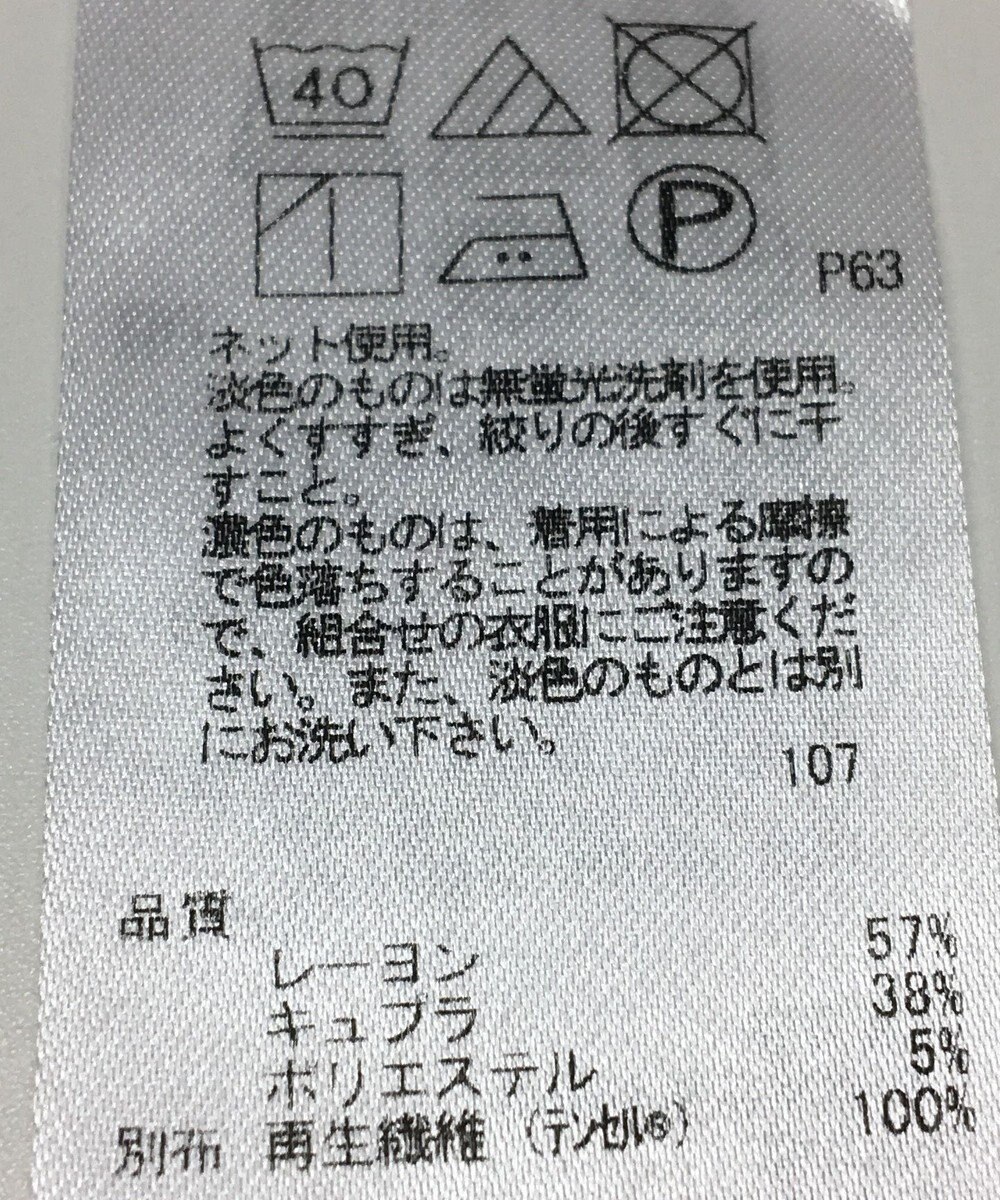 40
P
P63
ネット使用。
淡色のものは無蛍光洗剤を使用。
よくすすぎ、絞りの後すぐに干
すこと。
濃色のものは、着用による摩擦
で色落ちすることがありますの
で、組合せの衣服にご注意くだ
さい。また、淡色のものとは別
にお洗い下さい。
107
品質
レーヨン 57%
キュプラ 38%
ポリエステル 5%
別布 再生繊維 (テンセル®) 100%